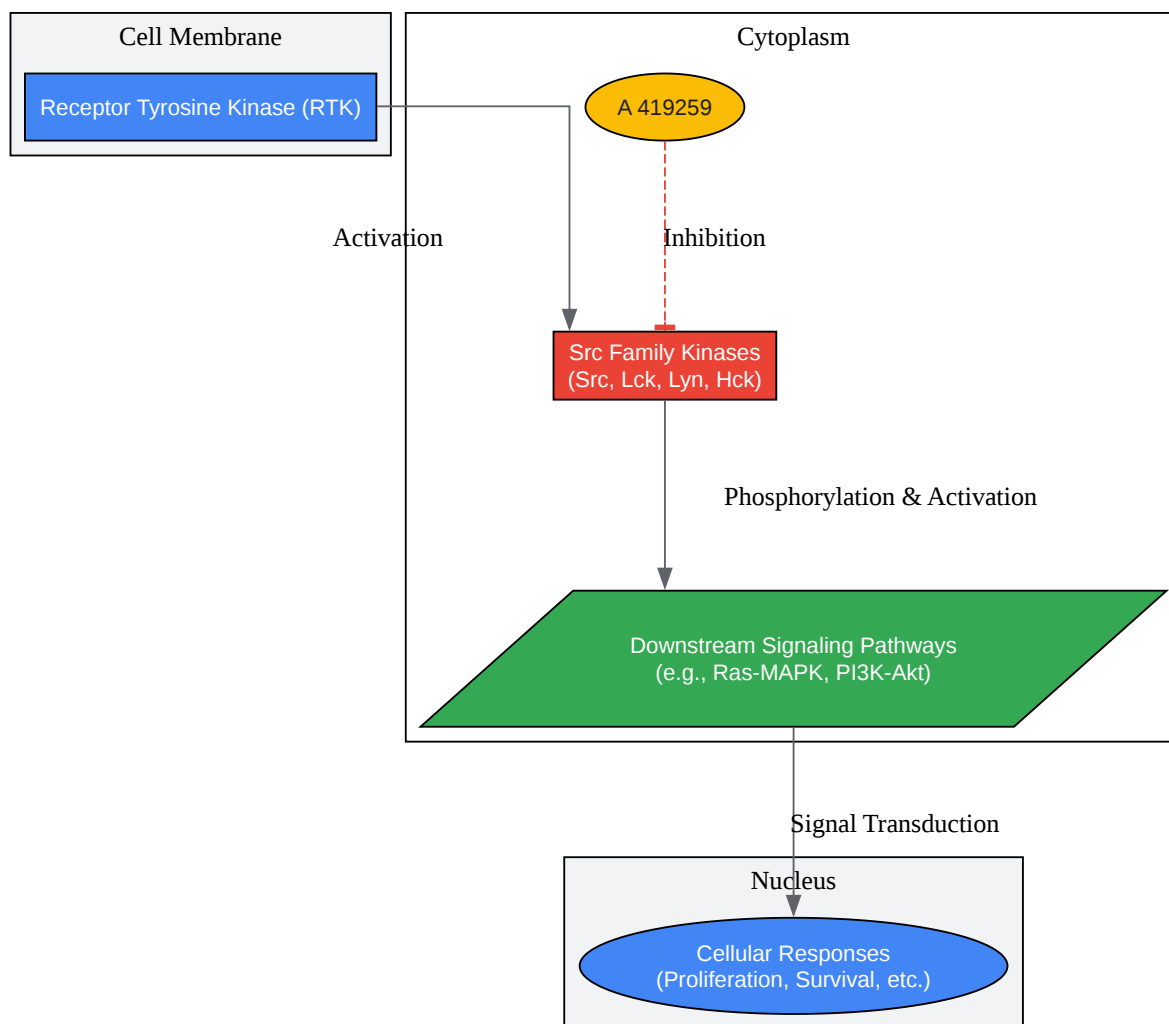 Cell Membrane
Cytoplasm
Receptor Tyrosine Kinase (RTK)
A 419259
Activation
Inhibition
Src Family Kinases
(Src, Lck, Lyn, Hck)
Phosphorylation & Activation
Downstream Signaling Pathways
(e.g., Ras-MAPK, PI3K-Akt)
Signal Transduction
Nucleus
Cellular Responses
(Proliferation, Survival, etc.)